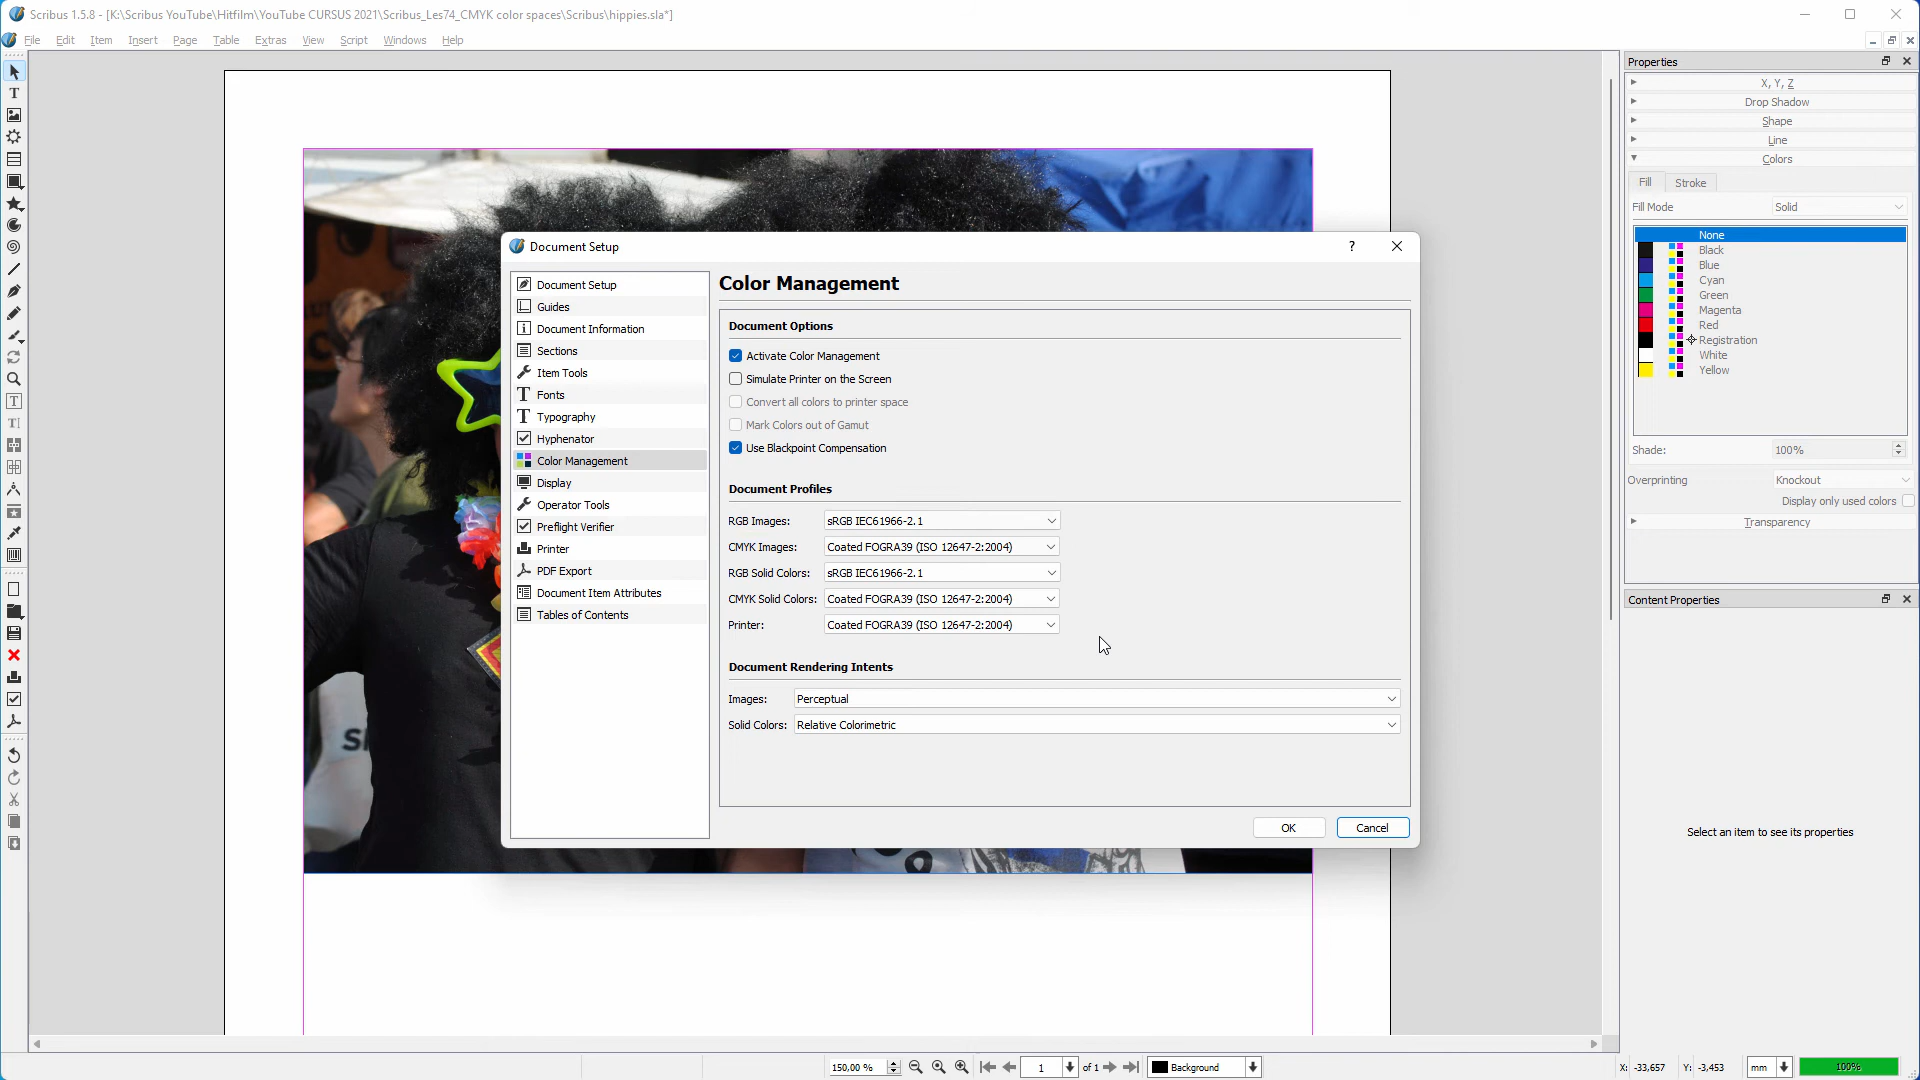 Scribus 1.5.8 - [K:\Scribus YouTube\Hitfilm\YouTube CURSUS 2021\Scribus_Les74_CMYK color spaces\Scribus\hippies.sla*]
File Edit Item Insert Page Table Extras View Script Windows Help
Properties
X, Y, Z
Drop Shadow
Shape
Line
Colors
Fill Stroke
Fill Mode Solid
None
Black
Blue
Cyan
Green
Magenta
Red
Registration
White
Yellow
Shade: 100%
Overprinting Knockout
Display only used colors
Transparency
Content Properties
Select an item to see its properties
Document Setup ?
Document Setup
Guides
Document Information
Sections
Item Tools
Fonts
Typography
Hyphenator
Color Management
Display
Operator Tools
Preflight Verifier
Printer
PDF Export
Document Item Attributes
Tables of Contents
Color Management
Document Options
Activate Color Management
Simulate Printer on the Screen
Convert all colors to printer space
Mark Colors out of Gamut
Use Blackpoint Compensation
Document Profiles
RGB Images: sRGB IEC61966-2.1
CMYK Images: Coated FOGRA39 (ISO 12647-2:2004)
RGB Solid Colors: sRGB IEC61966-2.1
CMYK Solid Colors: Coated FOGRA39 (ISO 12647-2:2004)
Printer: Coated FOGRA39 (ISO 12647-2:2004)
Document Rendering Intents
Images: Perceptual
Solid Colors: Relative Colorimetric
OK Cancel
150,00 % 1 of 1 Background X: -33,657 Y: -3,453 mm 100%